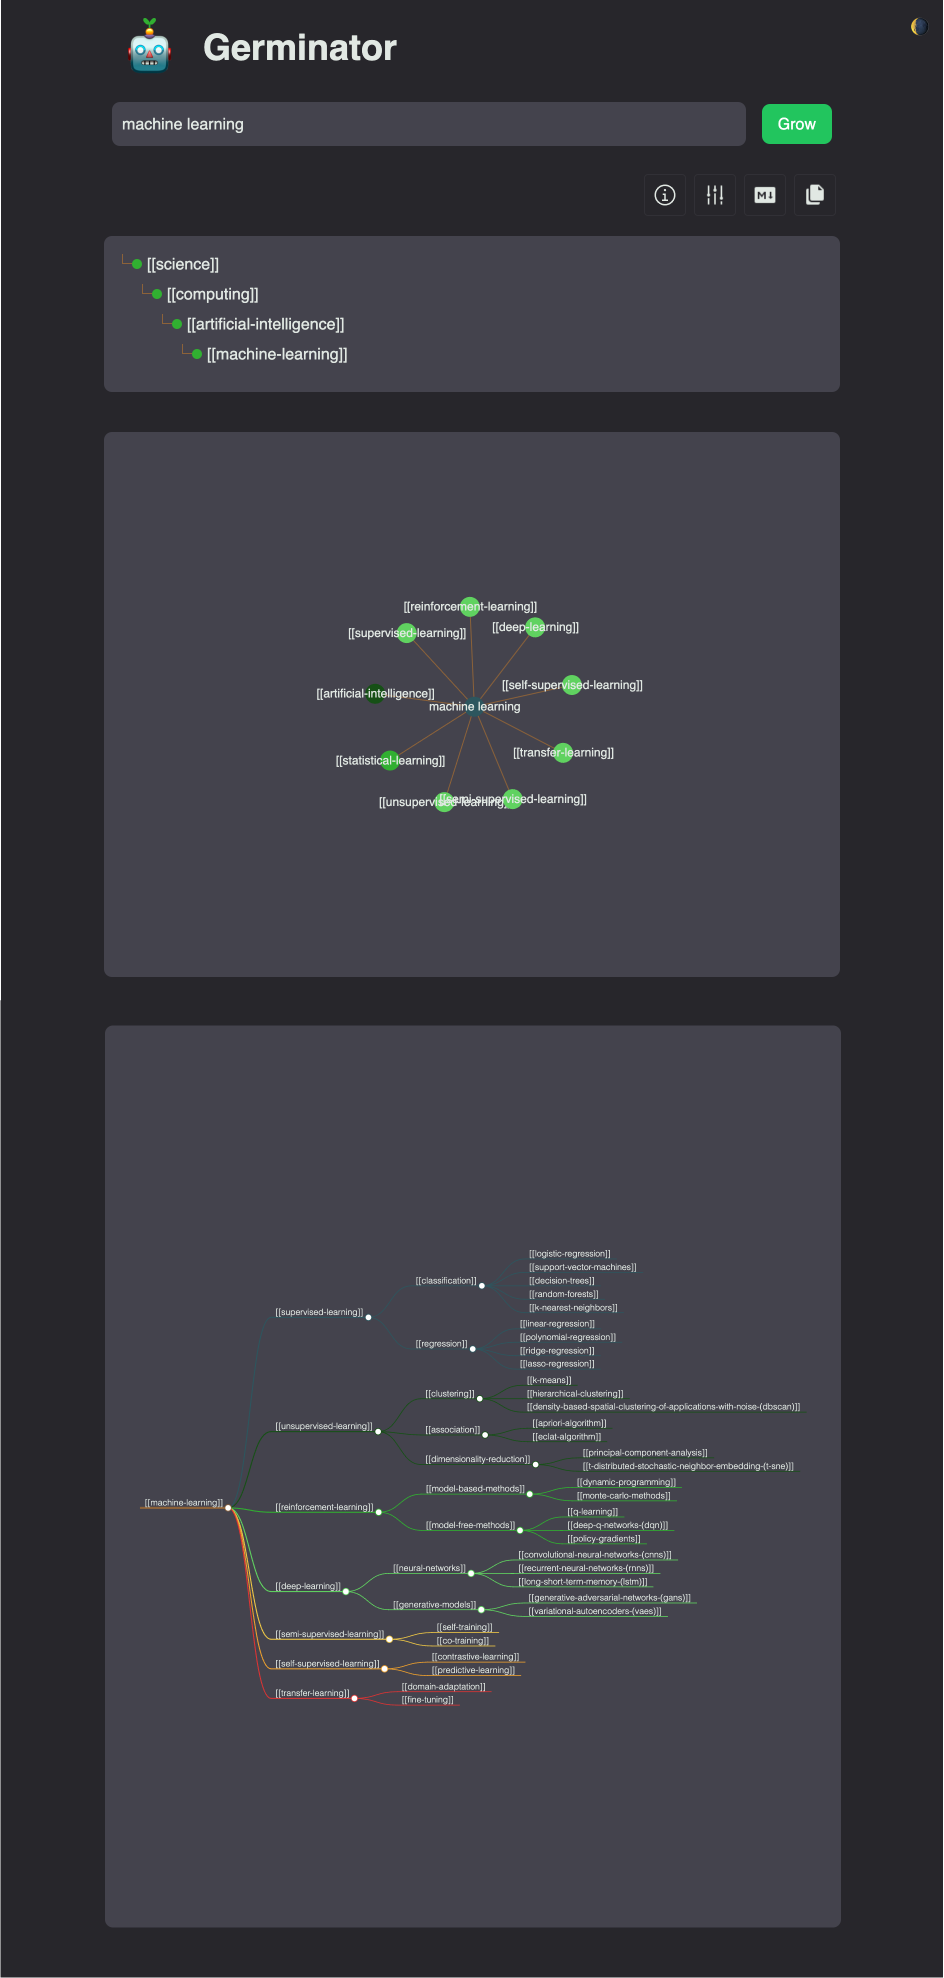 Germinator
machine learning
Grow
M
[[science]]
[[computing]]
[[artificial-intelligence]]
[[machine-learning]]
[[reinforcement-learning]]
[[deep-learning]]
[[supervised-learning]]
[[self-supervised-learning]]
[[artificial-intelligence]]
machine learning
[[transfer-learning]]
[[statistical-learning]]
[[unsupervised-learning]]
[[semi-supervised-learning]]
[[machine-learning]]
[[supervised-learning]]
[[classification]]
[[logistic-regression]]
[[support-vector-machines]]
[[decision-trees]]
[[random-forests]]
[[k-nearest-neighbors]]
[[regression]]
[[linear-regression]]
[[polynomial-regression]]
[[ridge-regression]]
[[lasso-regression]]
[[unsupervised-learning]]
[[clustering]]
[[k-means]]
[[hierarchical-clustering]]
[[density-based-spatial-clustering-of-applications-with-noise-(dbscan)]]
[[association]]
[[apriori-algorithm]]
[[eclat-algorithm]]
[[dimensionality-reduction]]
[[principal-component-analysis]]
[[t-distributed-stochastic-neighbor-embedding-(t-sne)]]
[[reinforcement-learning]]
[[model-based-methods]]
[[dynamic-programming]]
[[monte-carlo-methods]]
[[model-free-methods]]
[[q-learning]]
[[deep-q-networks-(dqn)]]
[[policy-gradients]]
[[deep-learning]]
[[neural-networks]]
[[convolutional-neural-networks-(cnns)]]
[[recurrent-neural-networks-(rnns)]]
[[long-short-term-memory-(lstm)]]
[[generative-models]]
[[generative-adversarial-networks-(gans)]]
[[variational-autoencoders-(vaes)]]
[[semi-supervised-learning]]
[[self-training]]
[[co-training]]
[[self-supervised-learning]]
[[contrastive-learning]]
[[predictive-learning]]
[[transfer-learning]]
[[domain-adaptation]]
[[fine-tuning]]